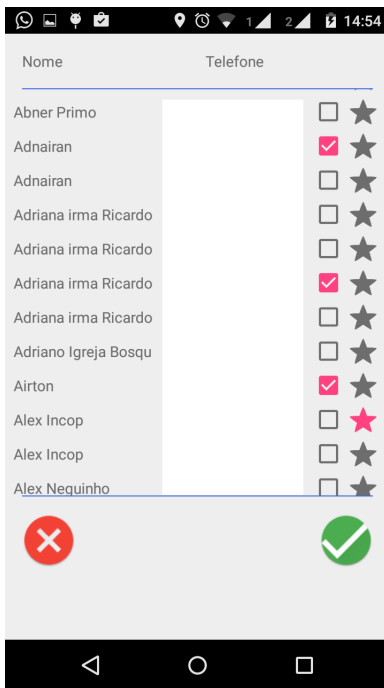 1 2 14:54
Nome Telefone
Abner Primo
Adnairan
Adnairan
Adriana irma Ricardo
Adriana irma Ricardo
Adriana irma Ricardo
Adriana irma Ricardo
Adriano Igreja Bosqu
Airton
Alex Incop
Alex Incop
Alex Neguinho